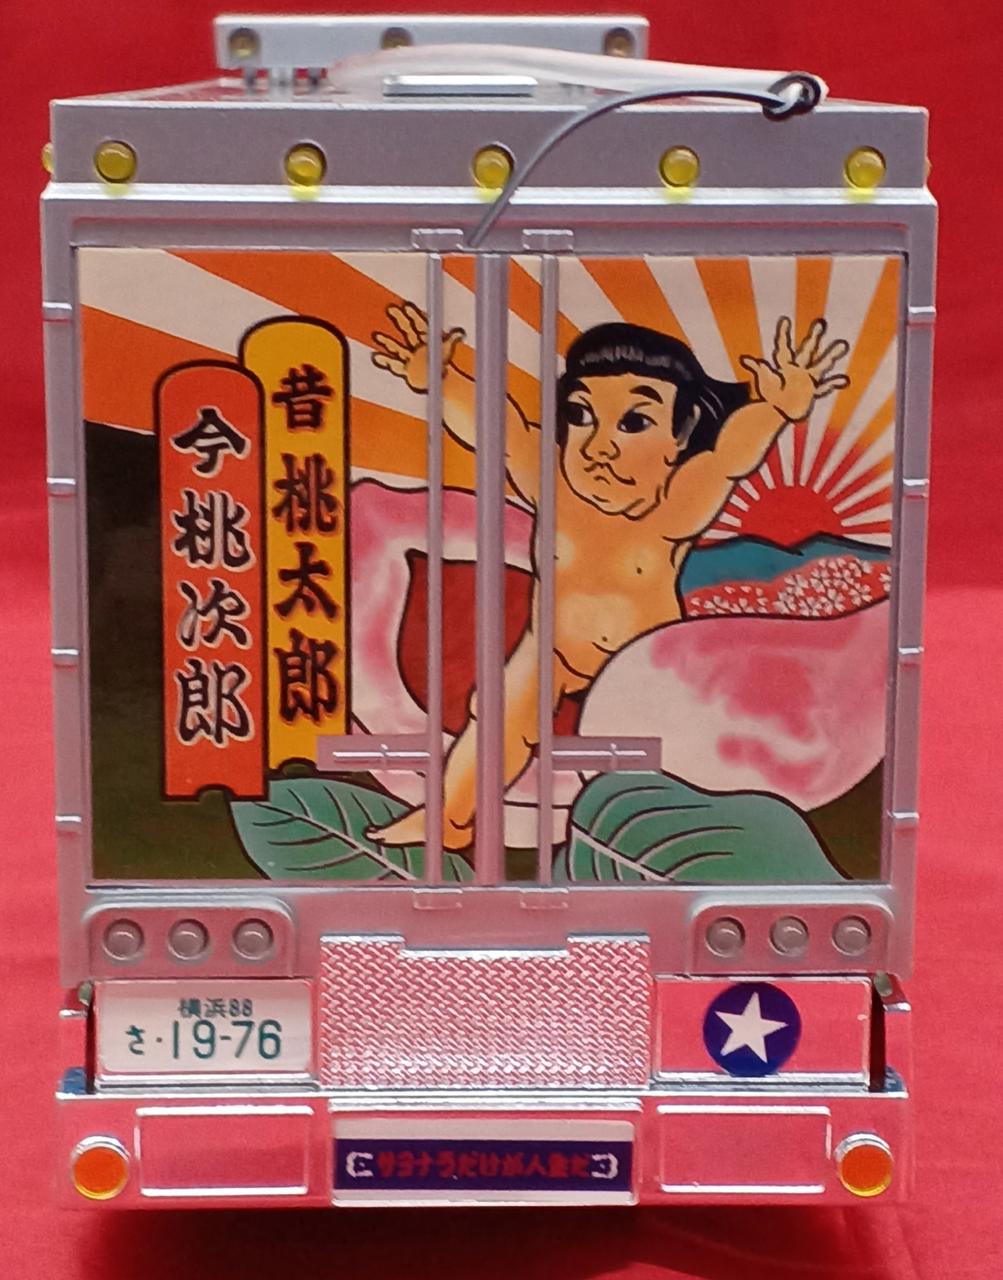 昔桃太郎
今桃次郎
横浜88
さ・19-76
サヨナラだけが人生だ